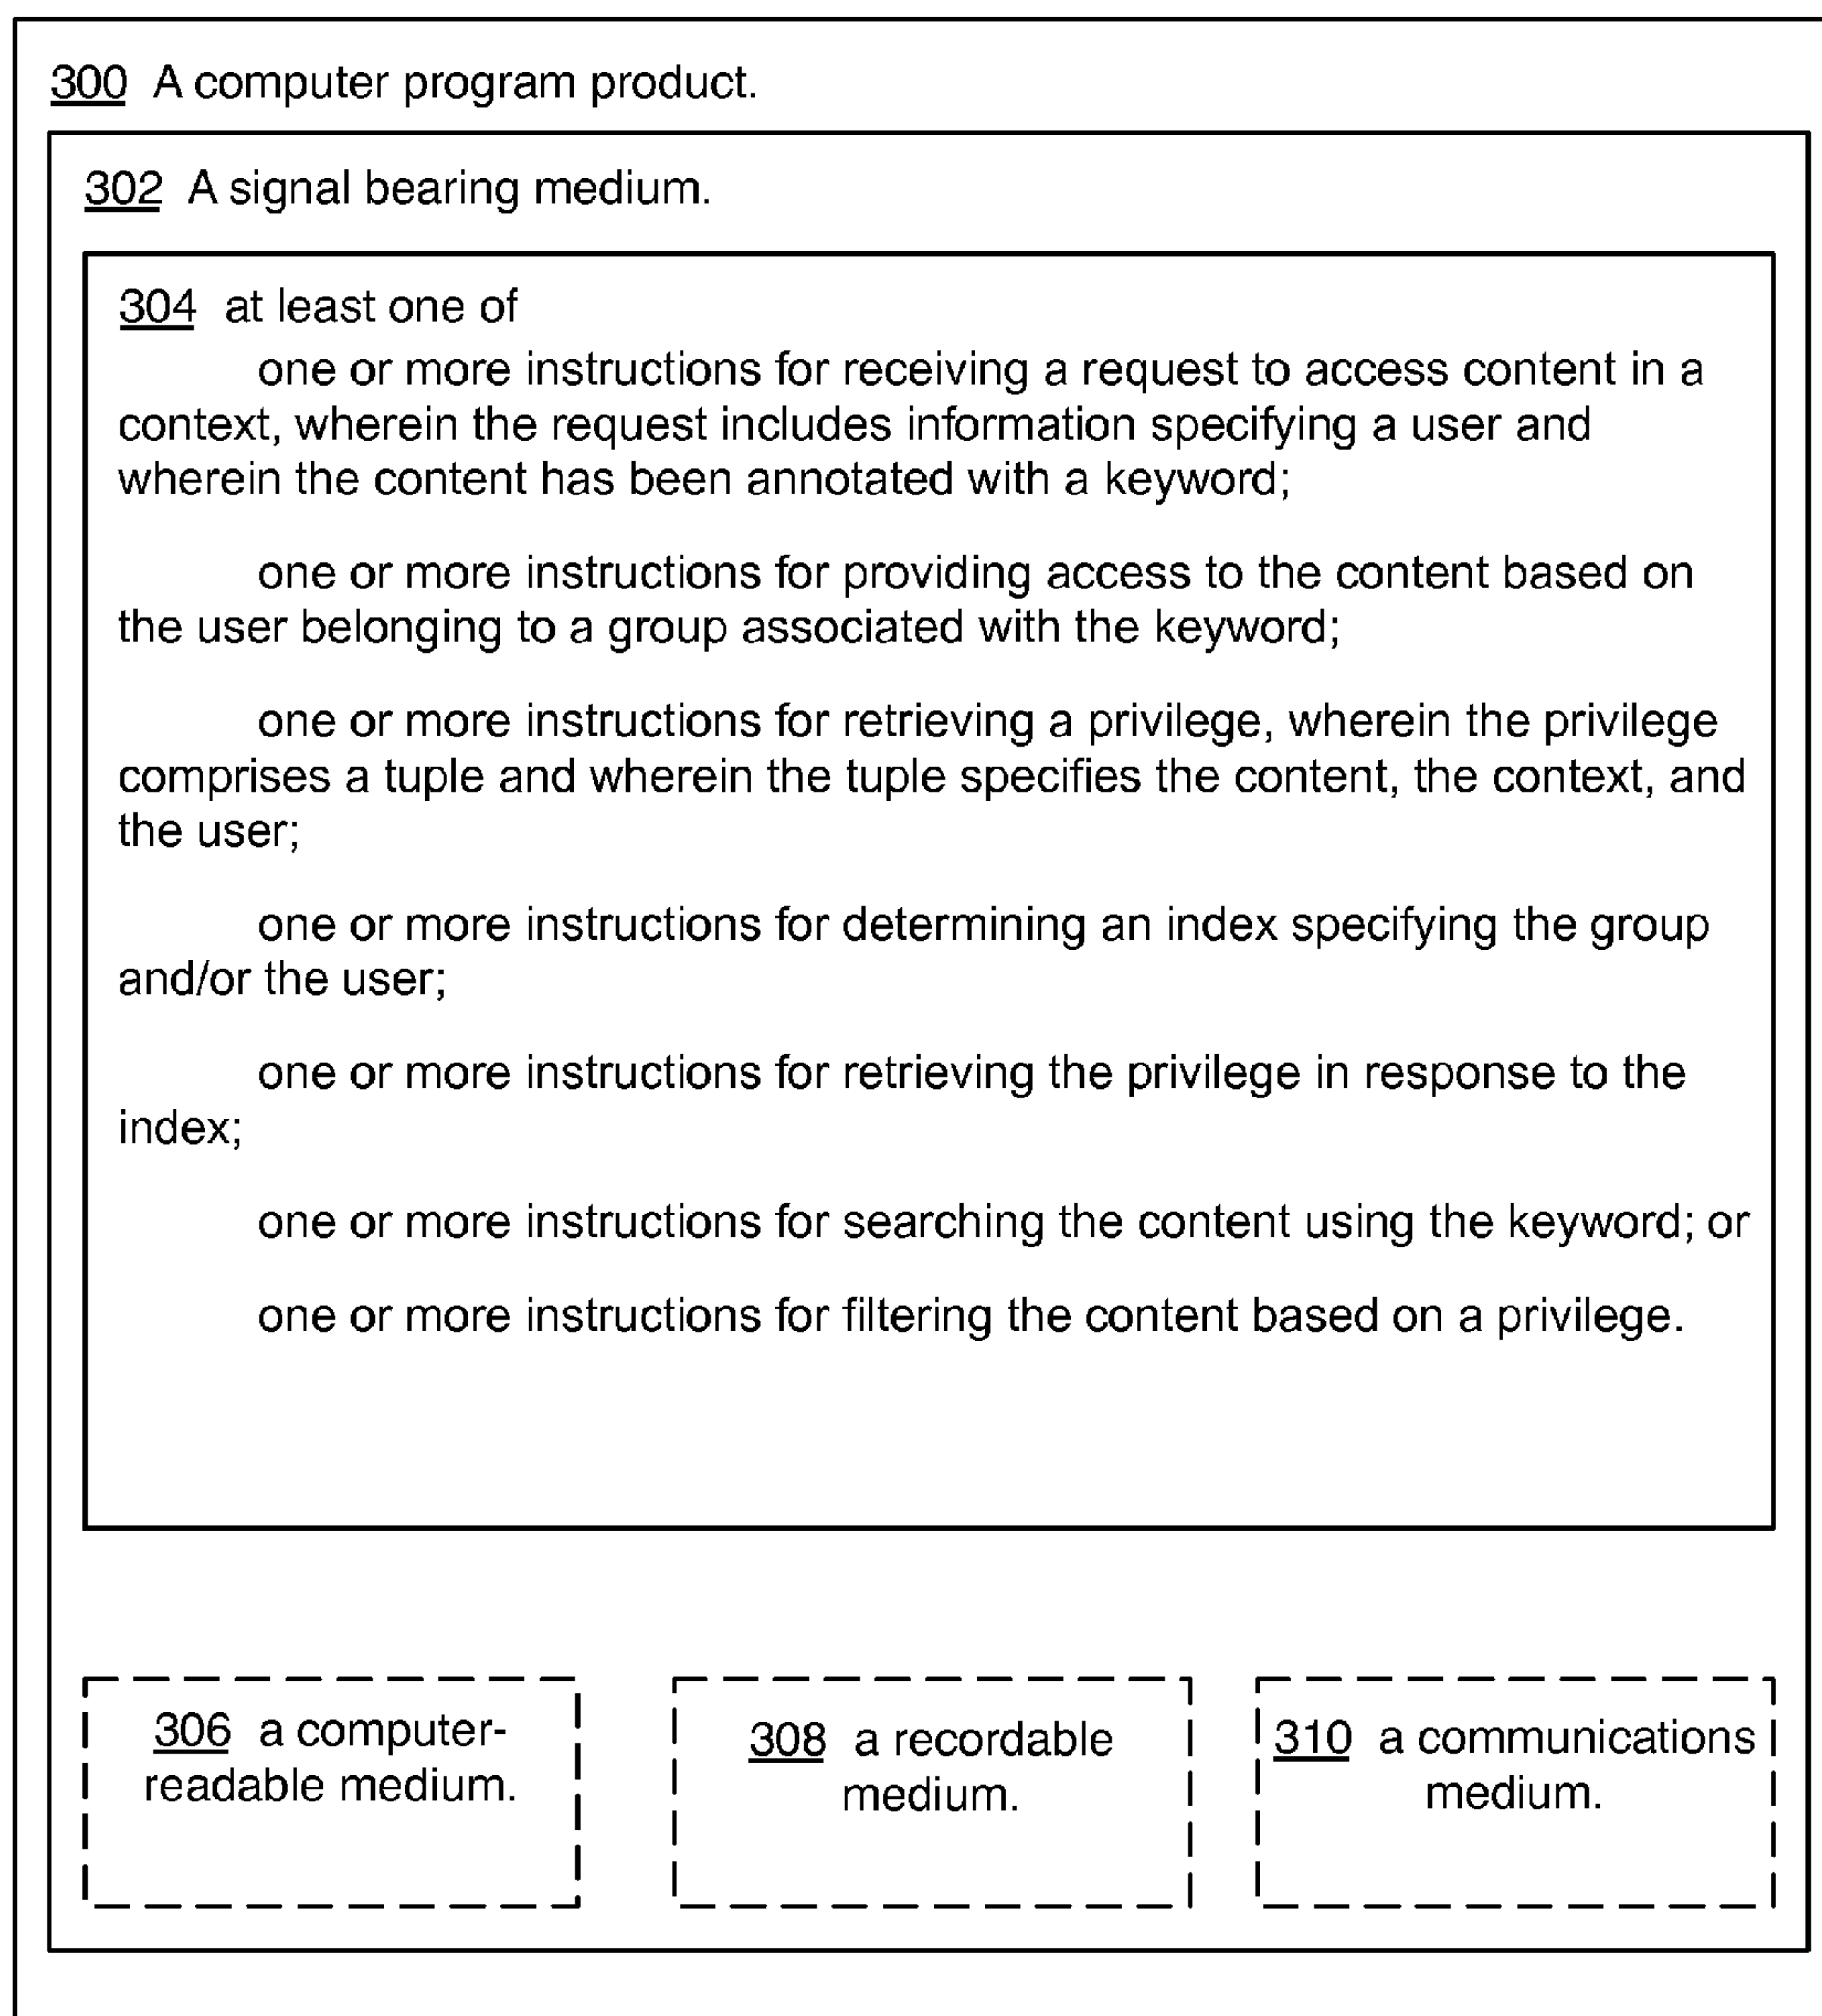 300 A computer program product.
302 A signal bearing medium.
304 at least one of
one or more instructions for receiving a request to access content in a
context, wherein the request includes information specifying a user and
wherein the content has been annotated with a keyword;
one or more instructions for providing access to the content based on
the user belonging to a group associated with the keyword;
one or more instructions for retrieving a privilege, wherein the privilege
comprises a tuple and wherein the tuple specifies the content, the context, and
the user;
one or more instructions for determining an index specifying the group
and/or the user;
one or more instructions for retrieving the privilege in response to the
index;
one or more instructions for searching the content using the keyword; or
one or more instructions for filtering the content based on a privilege.
306 a computer-
readable medium.
308 a recordable
medium.
310 a communications
medium.